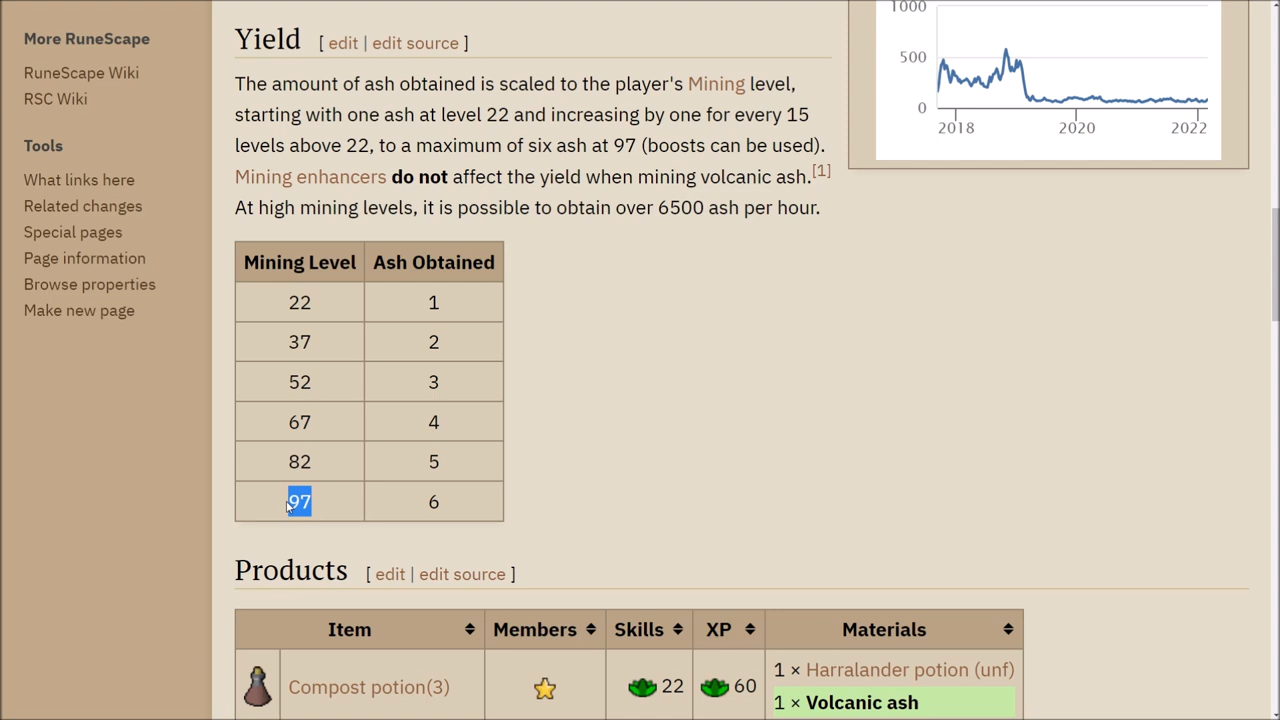 More RuneScape
RuneScape Wiki
RSC Wiki
Tools
What links here
Related changes
Special pages
Page information
Browse properties
Make new page
Yield [ edit | edit source ]
The amount of ash obtained is scaled to the player's Mining level,
starting with one ash at level 22 and increasing by one for every 15
levels above 22, to a maximum of six ash at 97 (boosts can be used).
Mining enhancers do not affect the yield when mining volcanic ash.[1]
At high mining levels, it is possible to obtain over 6500 ash per hour.
1000
500
0
2018 2020 2022
Mining Level Ash Obtained
22 1
37 2
52 3
67 4
82 5
97 6
Products [ edit | edit source ]
Item Members Skills XP Materials
Compost potion(3) 22 60 1 × Harralander potion (unf)
1 × Volcanic ash